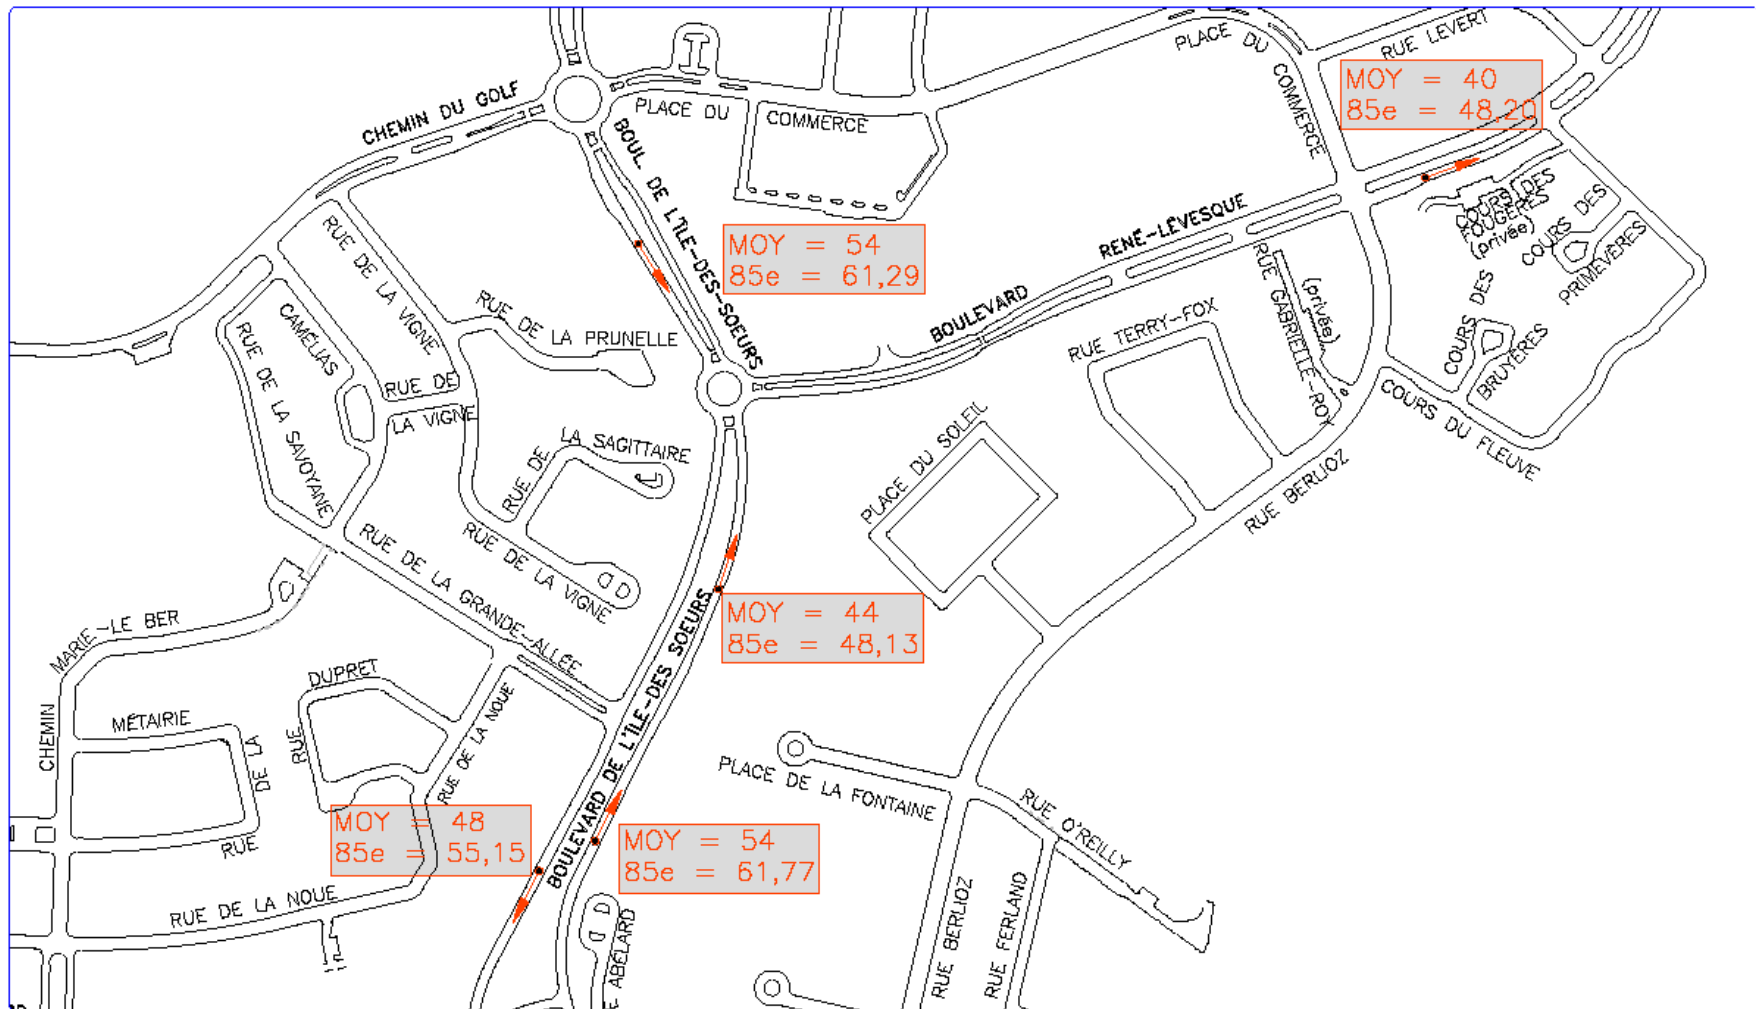 PLACE DU
COMMERCE
RUE LEVERT
MOY = 40
85e = 48,20
CHEMIN DU GOLF
PLACE DU
COMMERCE
BOUL. DE L'ÎLE-DES-SOEURS
MOY = 54
85e = 61,29
RENÉ-LÉVESQUE
BOULEVARD
COURS DES
FOUGÈRES
(privée)
COURS DES
PRIMEVÈRES
COURS DES
BRUYÈRES
RUE GABRIELLE-ROY
(privée)
RUE TERRY-FOX
COURS DU FLEUVE
RUE BERLIOZ
RUE DE LA VIGNE
RUE DE LA PRUNELLE
CAMÉLIAS
RUE DE LA SAVOYANE
RUE DE
LA VIGNE
RUE DE
LA SAGITTAIRE
RUE DE LA VIGNE
PLACE DU SOLEIL
RUE DE LA GRANDE-ALLÉE
MARIE-LE BER
CHEMIN
MOY = 44
85e = 48,13
DUPRET
RUE
RUE DE LA NOUE
MÉTAIRIE
DE LA
RUE
BOULEVARD DE L'ÎLE-DES SOEURS
PLACE DE LA FONTAINE
RUE O'REILLY
MOY = 48
85e = 55,15
MOY = 54
85e = 61,77
RUE DE LA NOUE
ABÉLARD
RUE BERLIOZ
RUE FERLAND